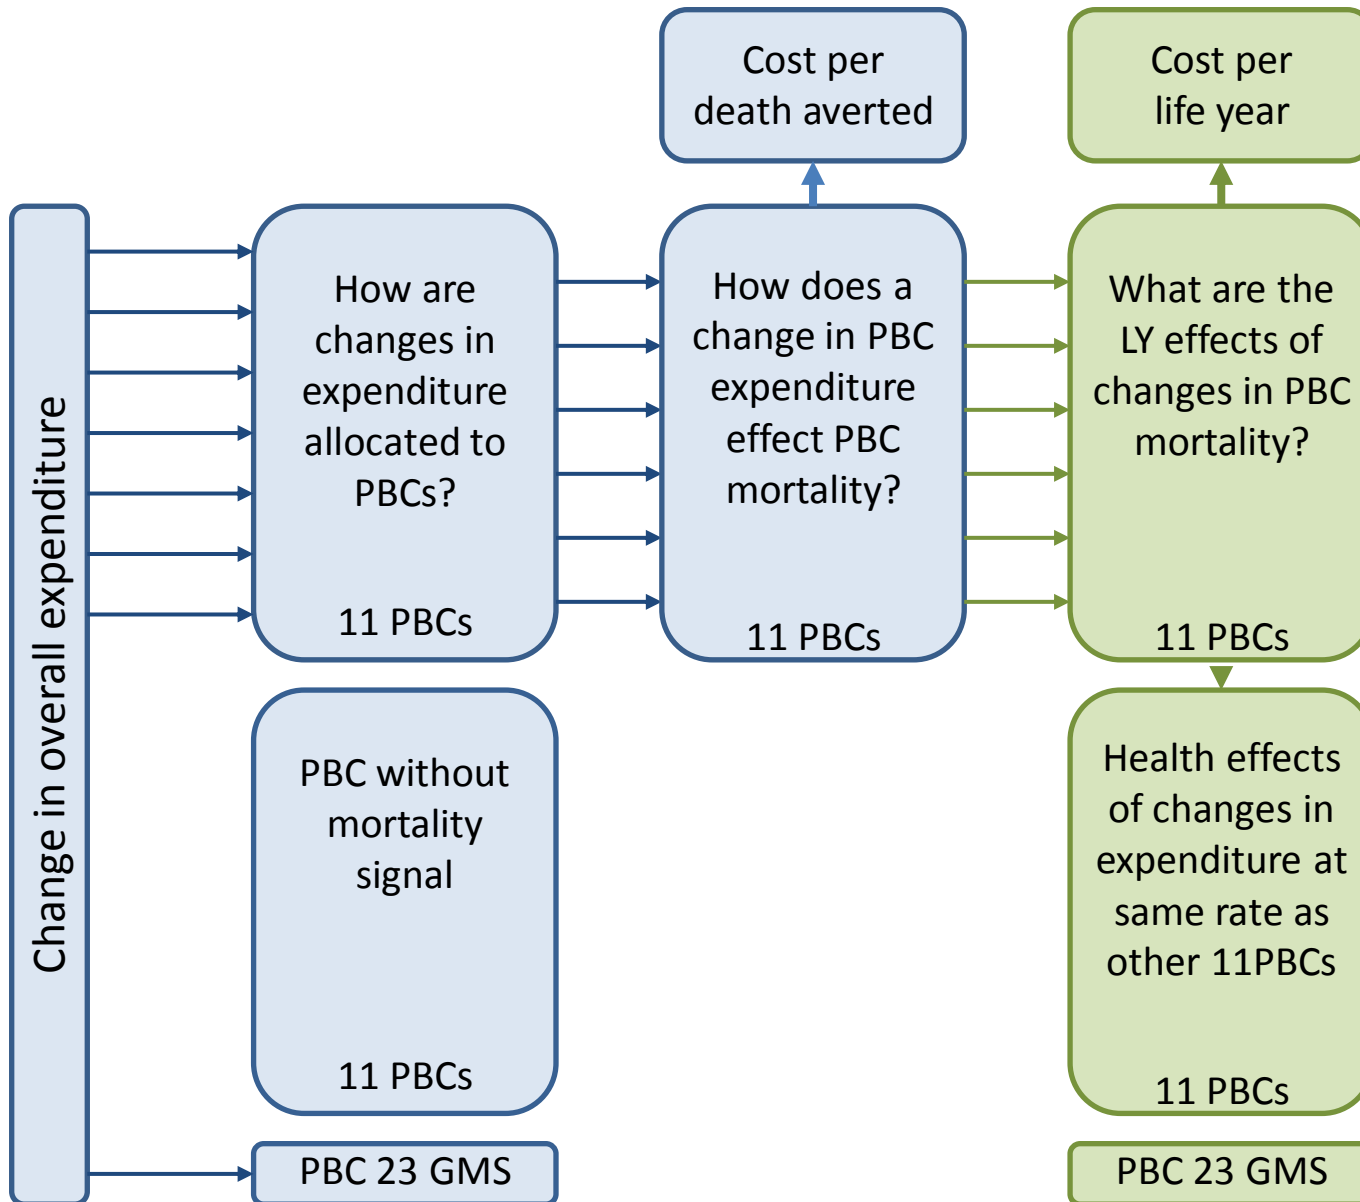 Cost per
death averted
Cost per
life year
Change in overall expenditure
How are
changes in
expenditure
allocated to
PBCs?
11 PBCs
How does a
change in PBC
expenditure
effect PBC
mortality?
11 PBCs
What are the
LY effects of
changes in PBC
mortality?
11 PBCs
PBC without
mortality
signal
11 PBCs
Health effects
of changes in
expenditure at
same rate as
other 11PBCs
11 PBCs
PBC 23 GMS
PBC 23 GMS